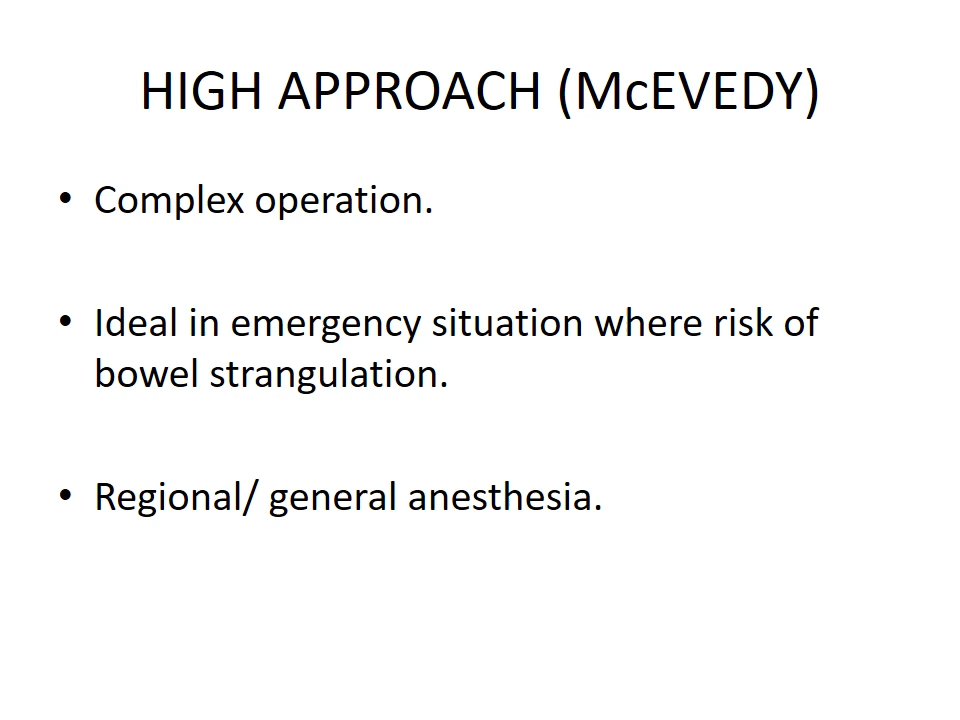 HIGH APPROACH (McEVEDY)
• Complex operation.
• Ideal in emergency situation where risk of
bowel strangulation.
• Regional/ general anesthesia.